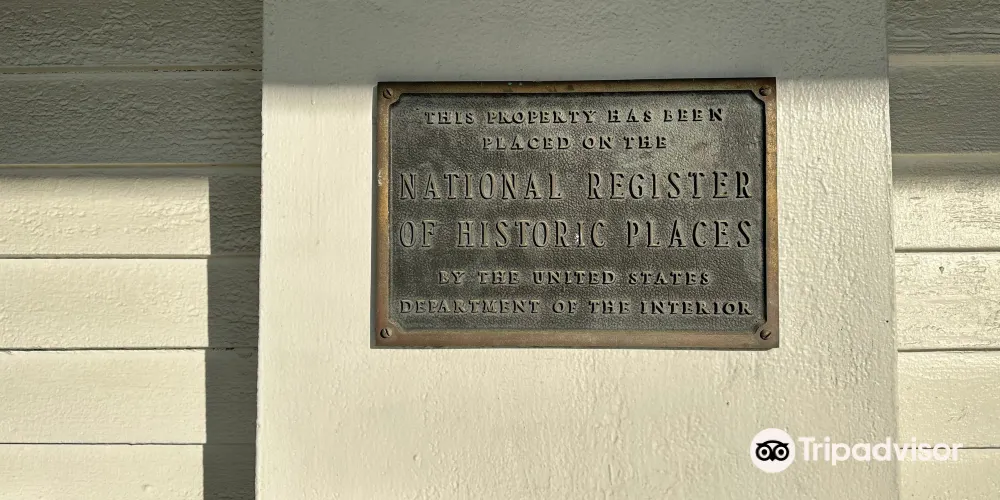 THIS PROPERTY HAS BEEN
PLACED ON THE
NATIONAL REGISTER
OF HISTORIC PLACES
BY THE UNITED STATES
DEPARTMENT OF THE INTERIOR
Tripadvisor